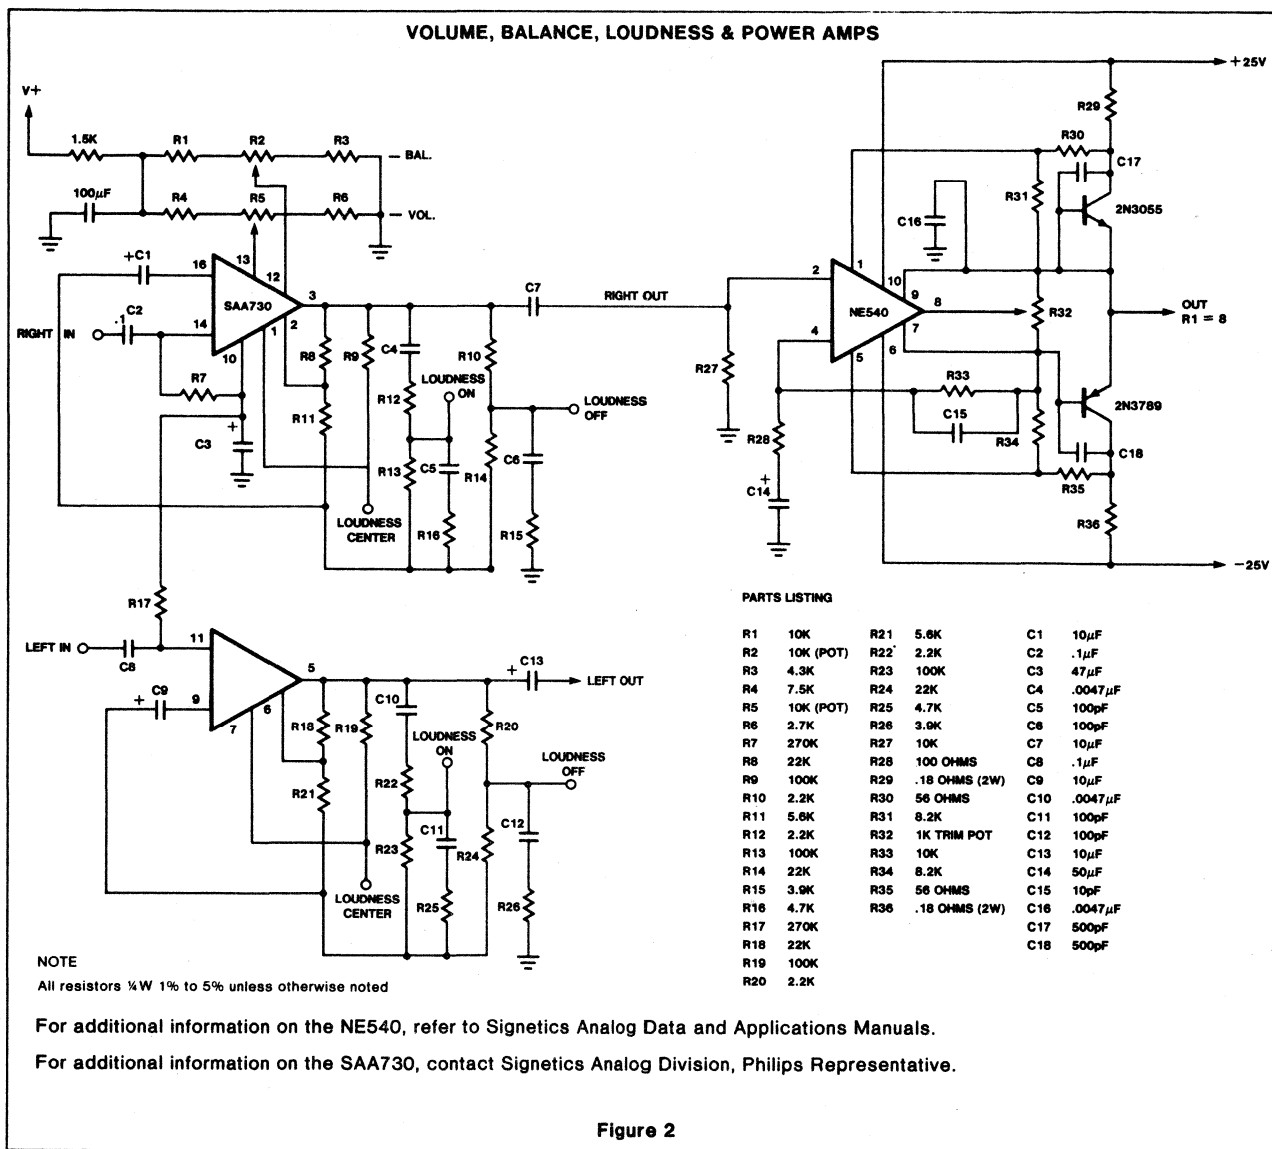 VOLUME, BALANCE, LOUDNESS & POWER AMPS
V+
1.5K
R1
R2
R3
– BAL.
100µF
R4
R5
R6
– VOL.
+C1
16
13
12
SAA730
3
C7
RIGHT OUT
C2
.1
RIGHT IN
14
10
1
2
R7
R8
R9
C4
R10
LOUDNESS
ON
R12
R11
LOUDNESS
OFF
+
C3
R13
C5
R14
C6
LOUDNESS
CENTER
R16
R15
R27
+25V
R29
R30
C17
R31
2N3055
C16
2
1
10
9
NE540
8
R32
OUT
R1 = 8
4
7
5
6
R33
2N3789
C15
R28
R34
C18
+
C14
R35
R36
–25V
R17
LEFT IN
C8
11
5
+
C9
9
7
6
C10
+
C13
LEFT OUT
R18
R19
LOUDNESS
ON
R20
LOUDNESS
OFF
R22
R21
C11
C12
R23
R24
LOUDNESS
CENTER
R25
R26
PARTS LISTING
R1 10K R21 5.6K C1 10µF
R2 10K (POT) R22 2.2K C2 .1µF
R3 4.3K R23 100K C3 47µF
R4 7.5K R24 22K C4 .0047µF
R5 10K (POT) R25 4.7K C5 100pF
R6 2.7K R26 3.9K C6 100pF
R7 270K R27 10K C7 10µF
R8 22K R28 100 OHMS C8 .1µF
R9 100K R29 .18 OHMS (2W) C9 10µF
R10 2.2K R30 56 OHMS C10 .0047µF
R11 5.6K R31 8.2K C11 100pF
R12 2.2K R32 1K TRIM POT C12 100pF
R13 100K R33 10K C13 10µF
R14 22K R34 8.2K C14 50µF
R15 3.9K R35 56 OHMS C15 10pF
R16 4.7K R36 .18 OHMS (2W) C16 .0047µF
R17 270K C17 500pF
R18 22K C18 500pF
R19 100K
R20 2.2K
NOTE
All resistors ¼W 1% to 5% unless otherwise noted
For additional information on the NE540, refer to Signetics Analog Data and Applications Manuals.
For additional information on the SAA730, contact Signetics Analog Division, Philips Representative.
Figure 2